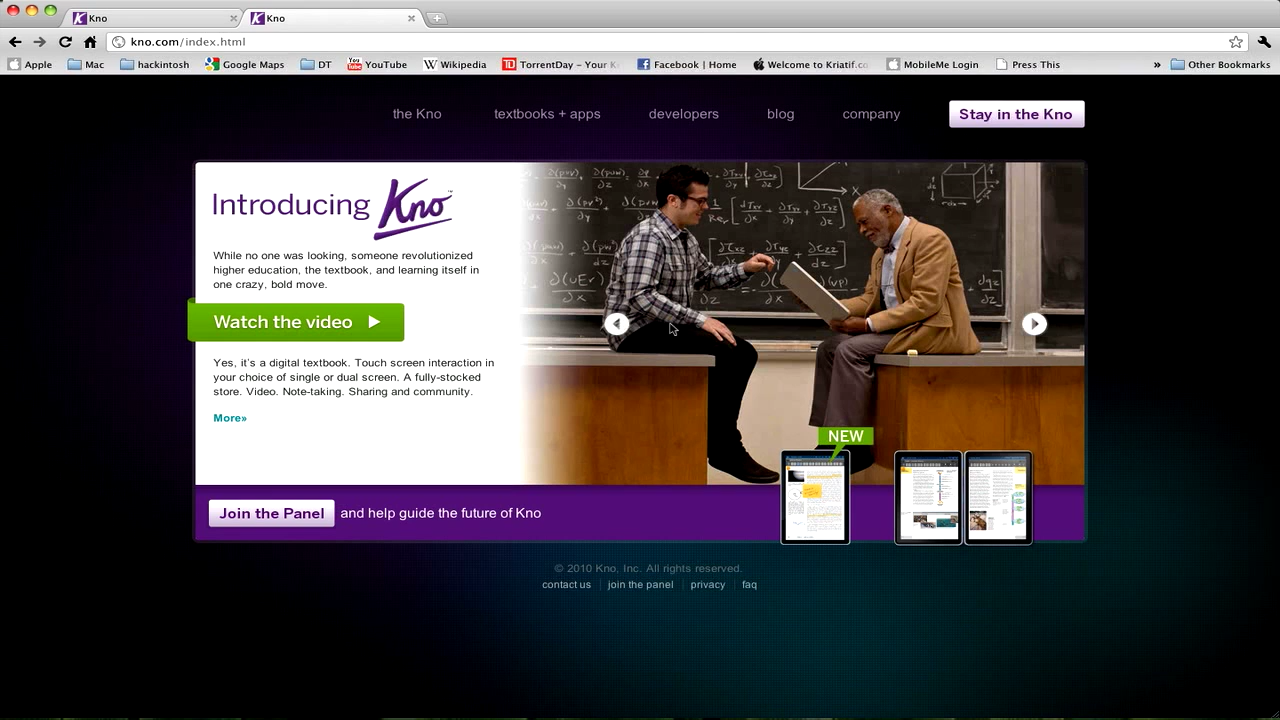 Kno
Kno
kno.com/index.html
Apple
Mac
hackintosh
Google Maps
DT
YouTube
Wikipedia
TorrentDay – Your K
Facebook | Home
Welcome to Kriatif.co
MobileMe Login
Press This
»
Other Bookmarks
the Kno
textbooks + apps
developers
blog
company
Stay in the Kno
Introducing Kno™
While no one was looking, someone revolutionized
higher education, the textbook, and learning itself in
one crazy, bold move.
Watch the video
Yes, it's a digital textbook. Touch screen interaction in
your choice of single or dual screen. A fully-stocked
store. Video. Note-taking. Sharing and community.
More»
NEW
Join the Panel and help guide the future of Kno
© 2010 Kno, Inc. All rights reserved.
contact us
join the panel
privacy
faq